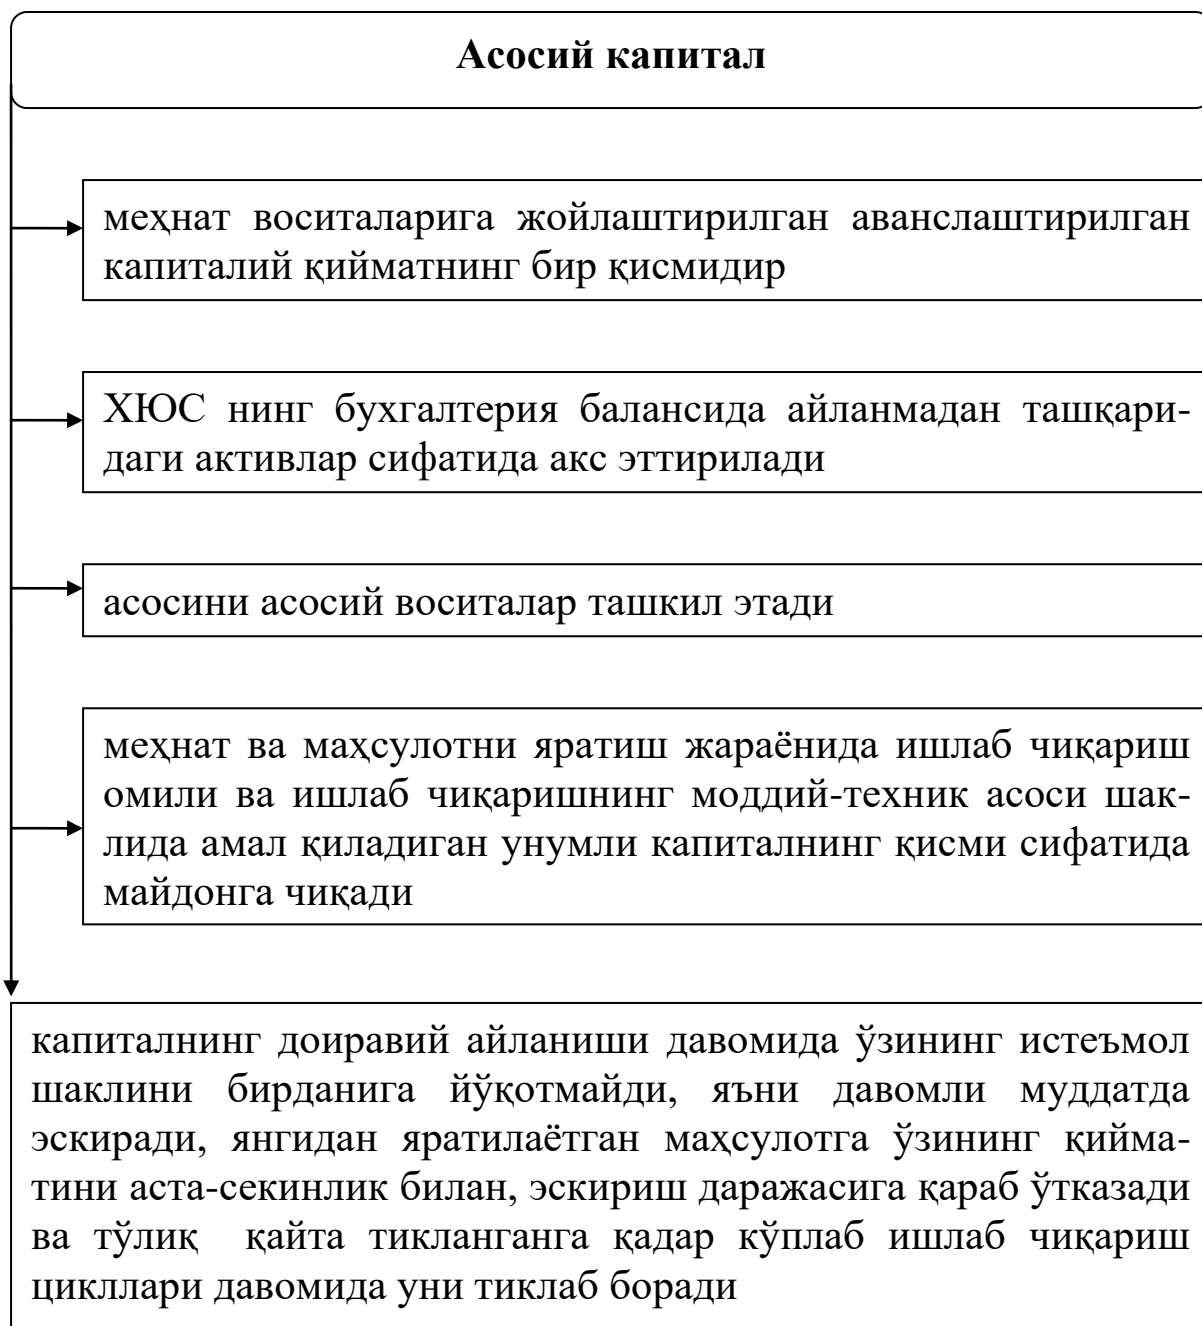 Асосий капитал
меҳнат воситаларига жойлаштирилган авансластирилган
капиталий қийматнинг бир қисмидир
ХЮС нинг бухгалтерия балансида айланмадан ташқари-
даги активлар сифатида акс эттирилади
асосини асосий воситалар ташкил этади
меҳнат ва маҳсулотни яратиш жараёнида ишлаб чиқариш
омили ва ишлаб чиқаришнинг моддий-техник асоси шак-
лида амал қиладиган унумли капиталнинг қисми сифатида
майдонга чиқади
капиталнинг доиравий айланиши давомида ўзининг истеъмол
шаклини бирданига йўқотмайди, яъни давомли муддатда
эскиради, янгидан яратилаётган маҳсулотга ўзининг қийма-
тини аста-секинлик билан, эскириш даражасига қараб ўтказади
ва тўлиқ қайта тиклангaнга қадар кўплаб ишлаб чиқариш
цикллари давомида уни тиклаб боради